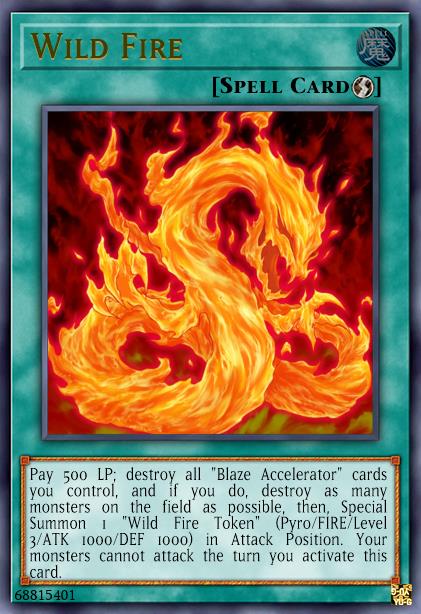 WILD FIRE
魔
[SPELL CARD]
Pay 500 LP; destroy all "Blaze Accelerator" cards
you control, and if you do, destroy as many
monsters on the field as possible, then, Special
Summon 1 "Wild Fire Token" (Pyro/FIRE/Level
3/ATK 1000/DEF 1000) in Attack Position. Your
monsters cannot attack the turn you activate this
card.
68815401